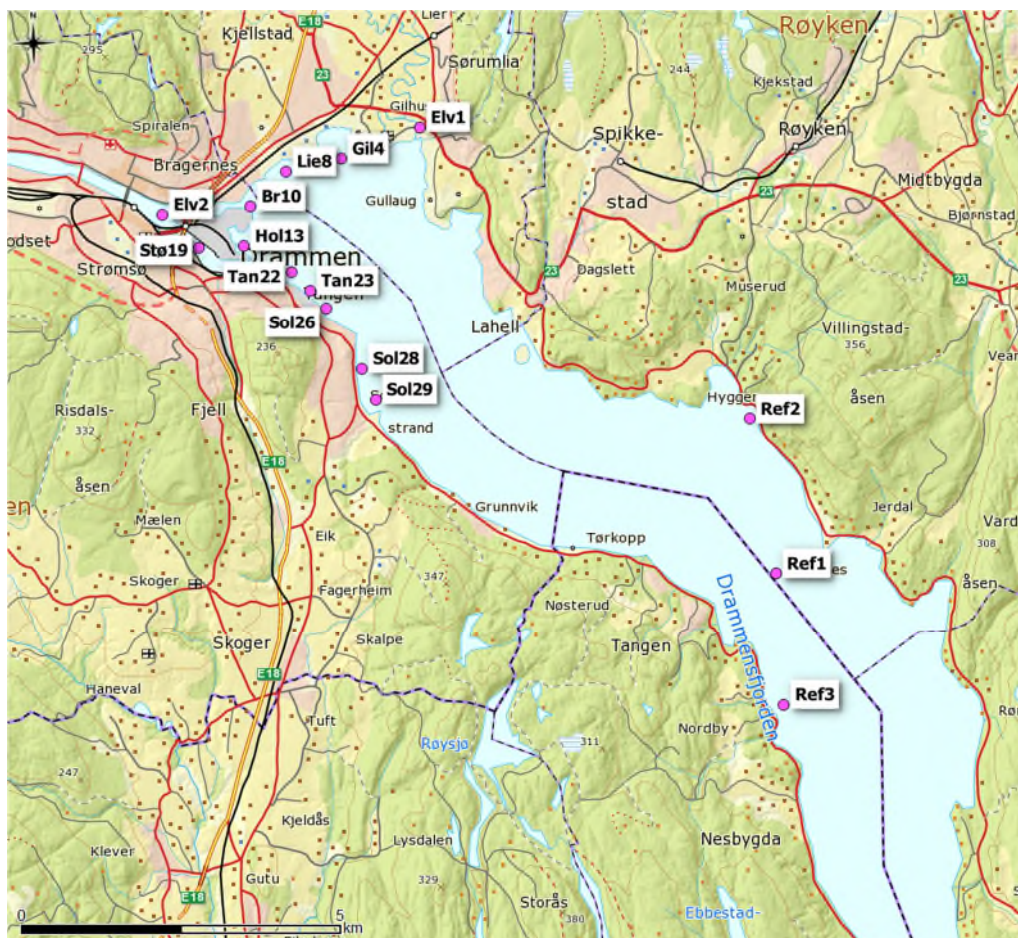 N
Røyken
295
Kjellstad
E18
Lier
Sørumlia
244
Kjekstad
23
Gilhus
Elv1
Spiralen
Spikke-
stad
Røyken
Bragernes
Gil4
Lie8
Midtbygda
23
Elv2
Br10
Gullaug
Bjørnstad
Stø19
Hol13
Drammen
Strømsø
Tan22
Tan23
23
Dagslett
Muserud
23
Sol26
Lahell
Villingstad-
åsen
356
236
Sol28
Sol29
strand
Hyggen
Ref2
Risdals-
åsen
332
Fjell
E18
Grunnvik
Jerdal
Mælen
Eik
Tørkopp
308
Skoger
347
Ref1
åsen
Fagerheim
Nøsterud
Skoger
Skalpe
Tangen
Drammensfjorden
E18
Haneval
Ref3
Tuft
Nordby
Røysjø
311
247
Kjeldås
Lysdalen
Nesbygda
Klever
Gutu
329
Storås
E18
380
Ebbestad-
0
5
km